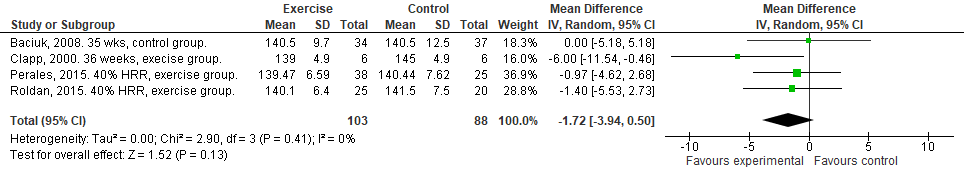 Exercise Control Mean Difference Mean Difference
Study or Subgroup Mean SD Total Mean SD Total Weight IV, Random, 95% CI IV, Random, 95% CI
Baciuk, 2008. 35 wks, control group. 140.5 9.7 34 140.5 12.5 37 18.3% 0.00 [-5.18, 5.18]
Clapp, 2000. 36 weeks, execise group. 139 4.9 6 145 4.9 6 16.0% -6.00 [-11.54, -0.46]
Perales, 2015. 40% HRR, exercise group. 139.47 6.59 38 140.44 7.62 25 36.9% -0.97 [-4.62, 2.68]
Roldan, 2015. 40% HRR, exercise group. 140.1 6.4 25 141.5 7.5 20 28.8% -1.40 [-5.53, 2.73]
Total (95% CI) 103 88 100.0% -1.72 [-3.94, 0.50]
Heterogeneity: Tau² = 0.00; Chi² = 2.90, df = 3 (P = 0.41); I² = 0%
Test for overall effect: Z = 1.52 (P = 0.13)
-10 -5 0 5 10
Favours experimental Favours control